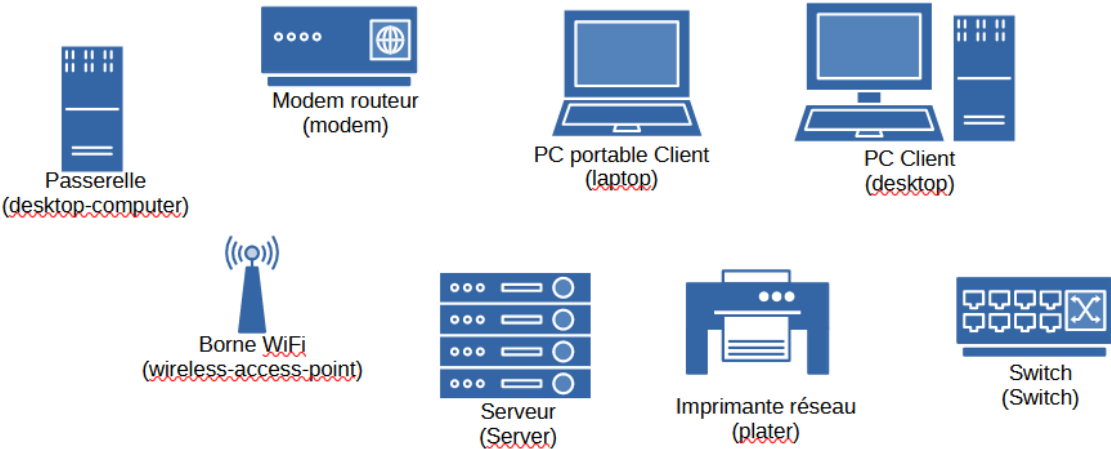 Modem routeur
(modem)
PC portable Client
(laptop)
PC Client
(desktop)
Passerelle
(desktop-computer)
Borne WiFi
(wireless-access-point)
Serveur
(Server)
Imprimante réseau
(plater)
Switch
(Switch)